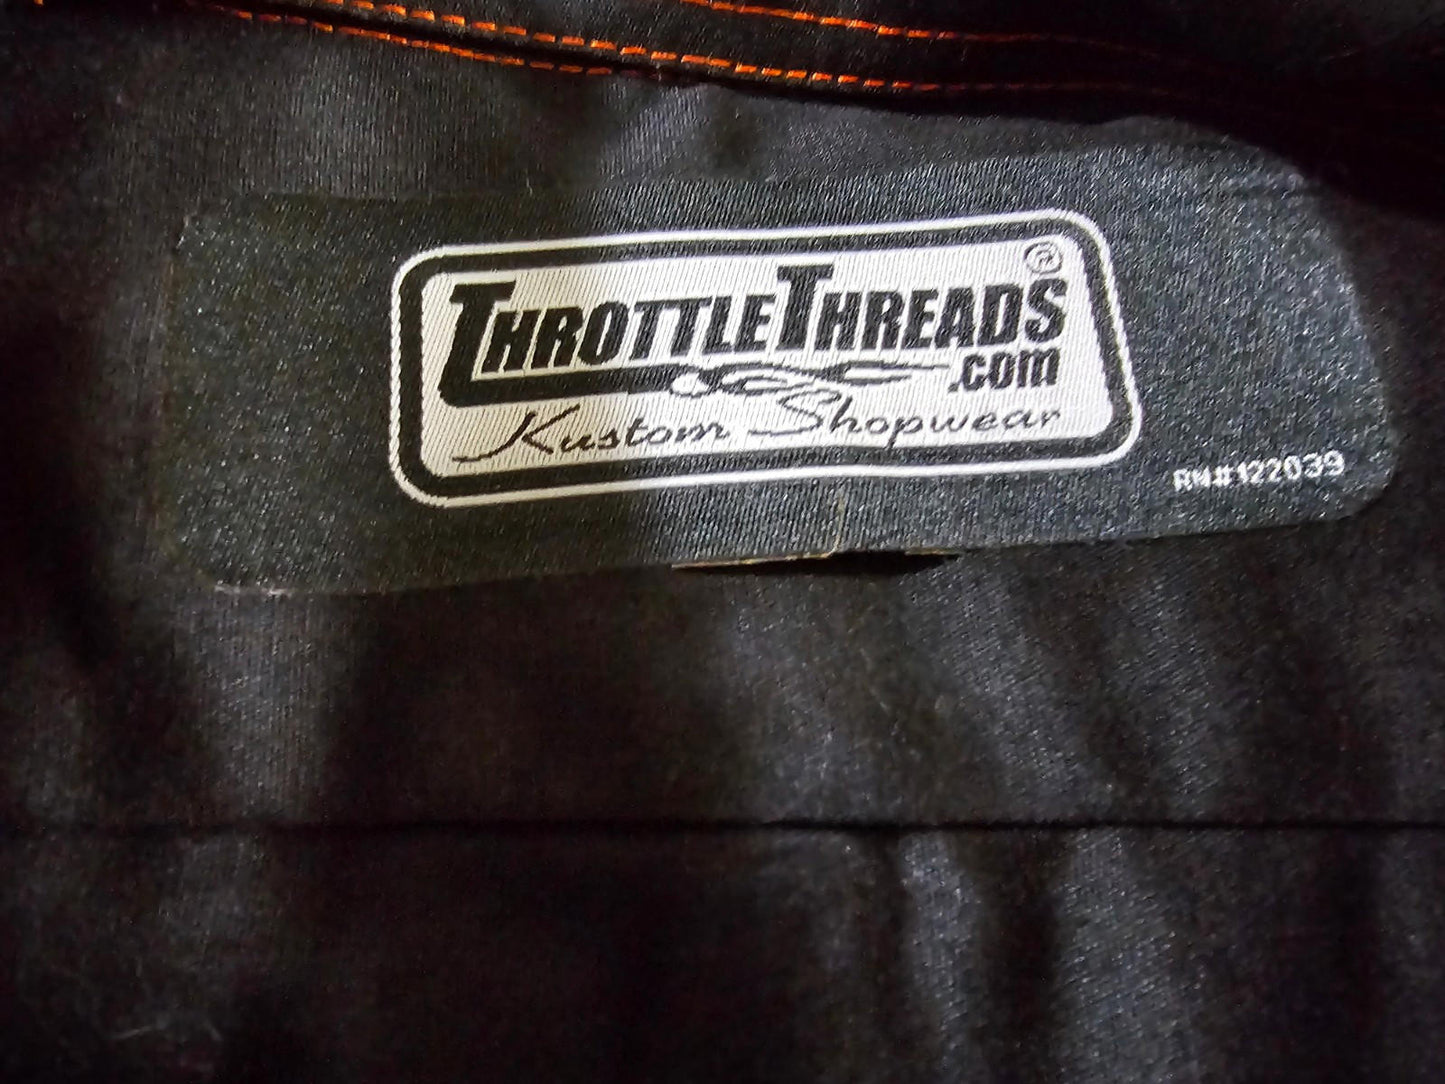 THROTTLETHREADS®
.COM
Kustom Shopwear
RN#122039